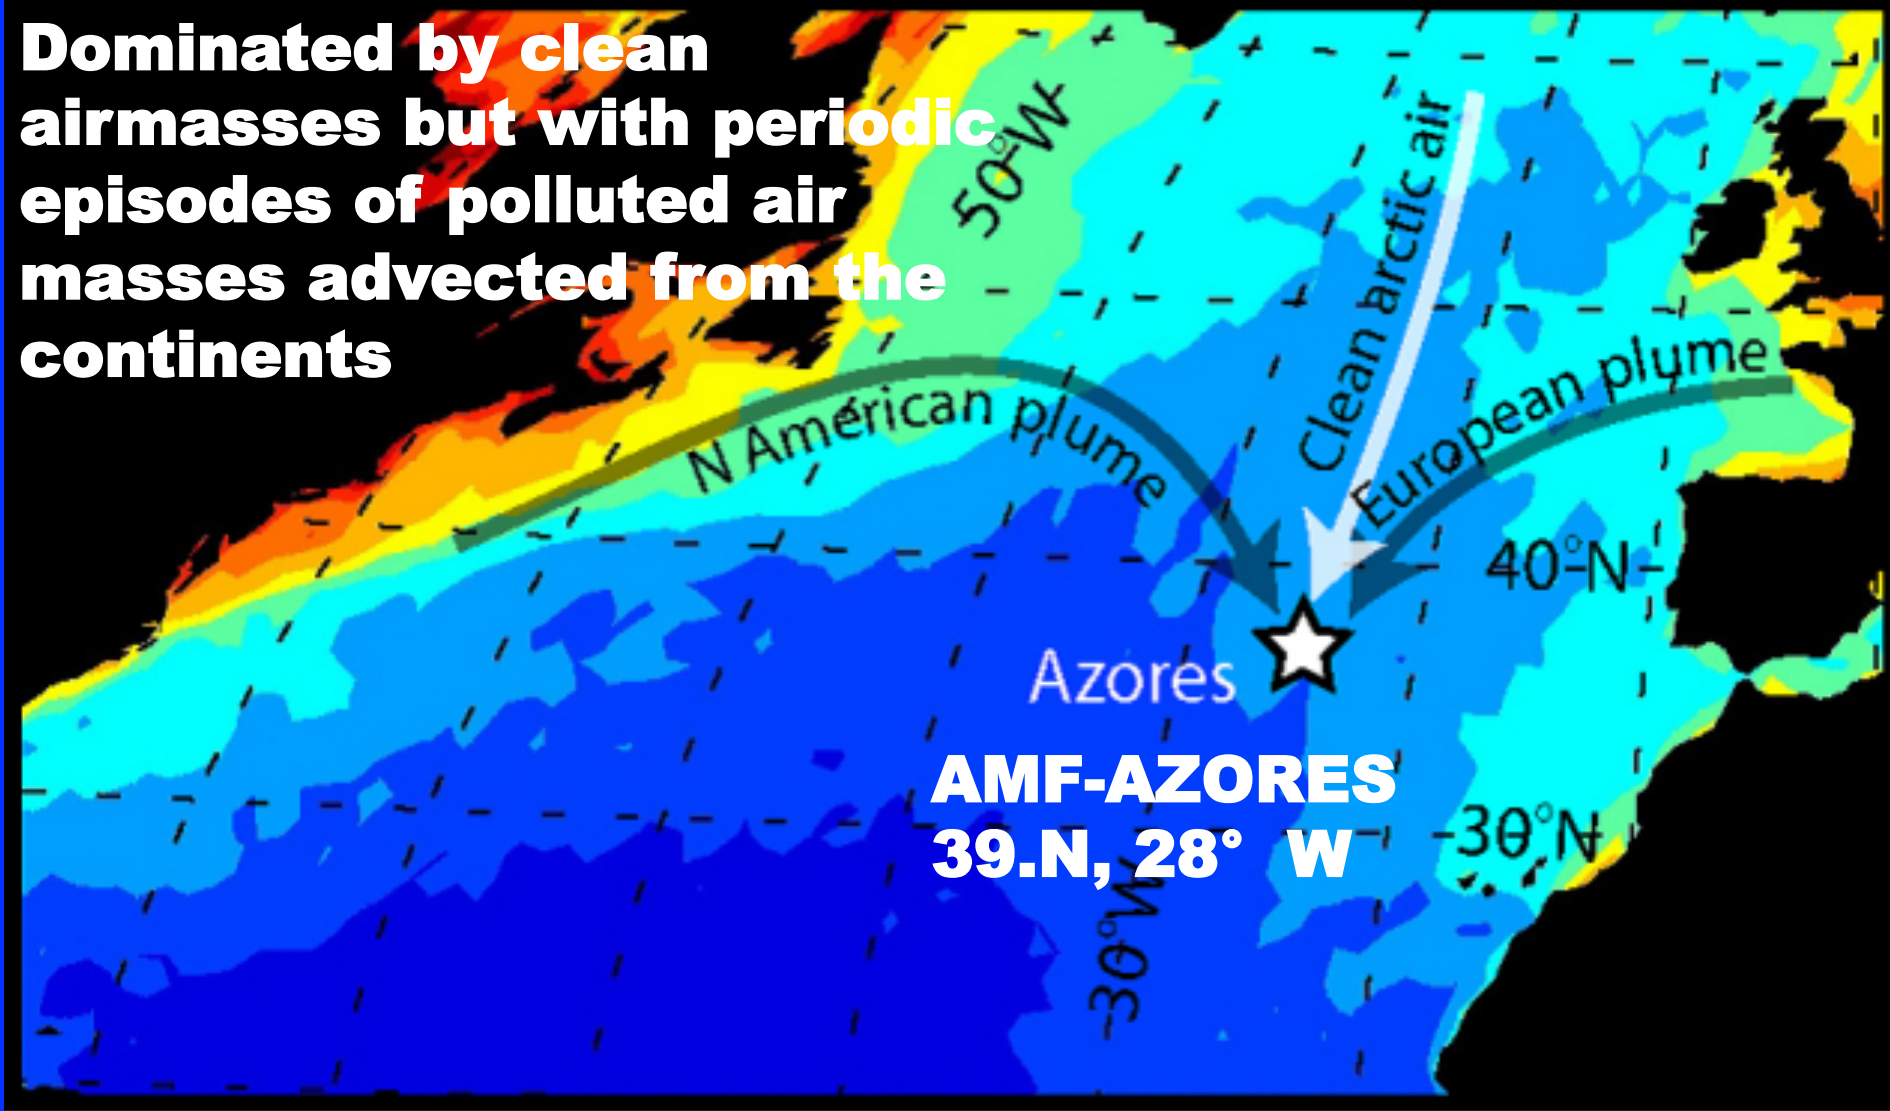 Dominated by clean
airmasses but with periodic
episodes of polluted air
masses advected from the
continents
50°W
Clean arctic air
N American plume
European plume
40°N
Azores
AMF-AZORES
39.N, 28° W
30°N
30°W